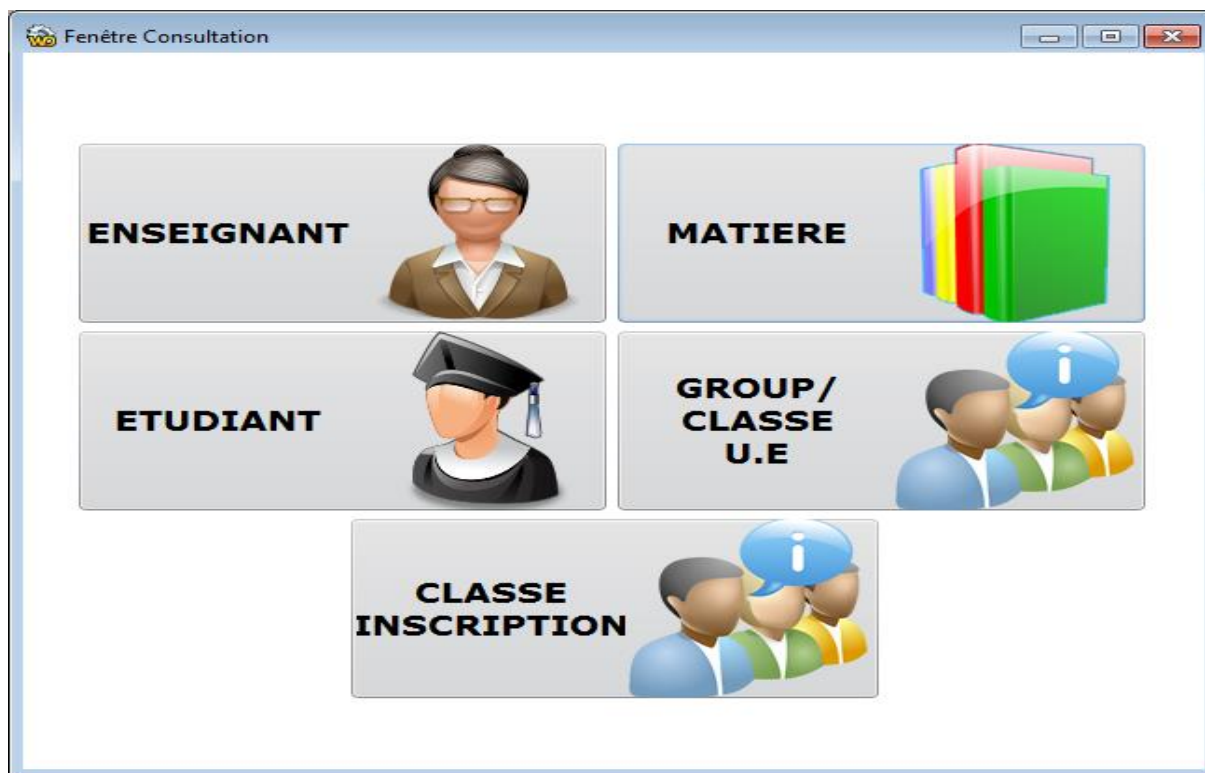 Fenêtre Consultation
ENSEIGNANT
MATIERE
ETUDIANT
GROUP/
CLASSE
U.E
CLASSE
INSCRIPTION